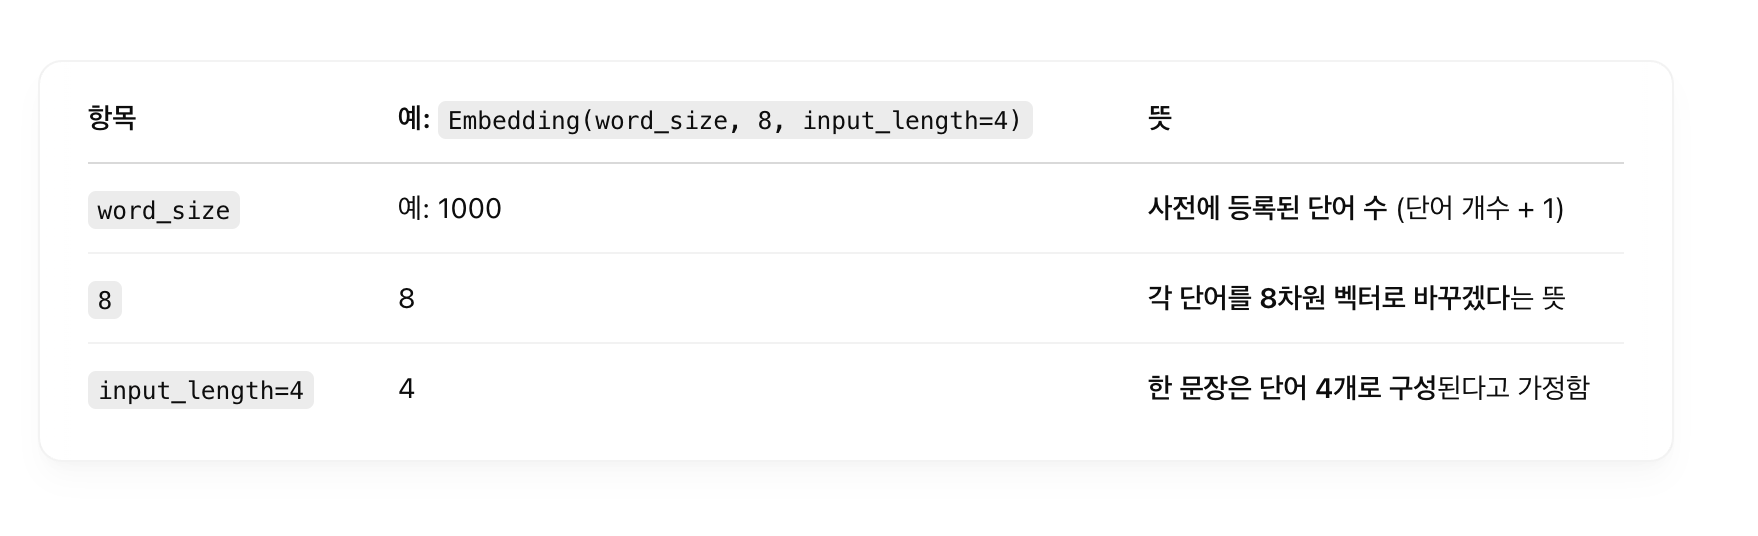 항목 예: Embedding(word_size, 8, input_length=4) 뜻
word_size 예: 1000 사전에 등록된 단어 수 (단어 개수 + 1)
8 8 각 단어를 8차원 벡터로 바꾸겠다는 뜻
input_length=4 4 한 문장은 단어 4개로 구성된다고 가정함